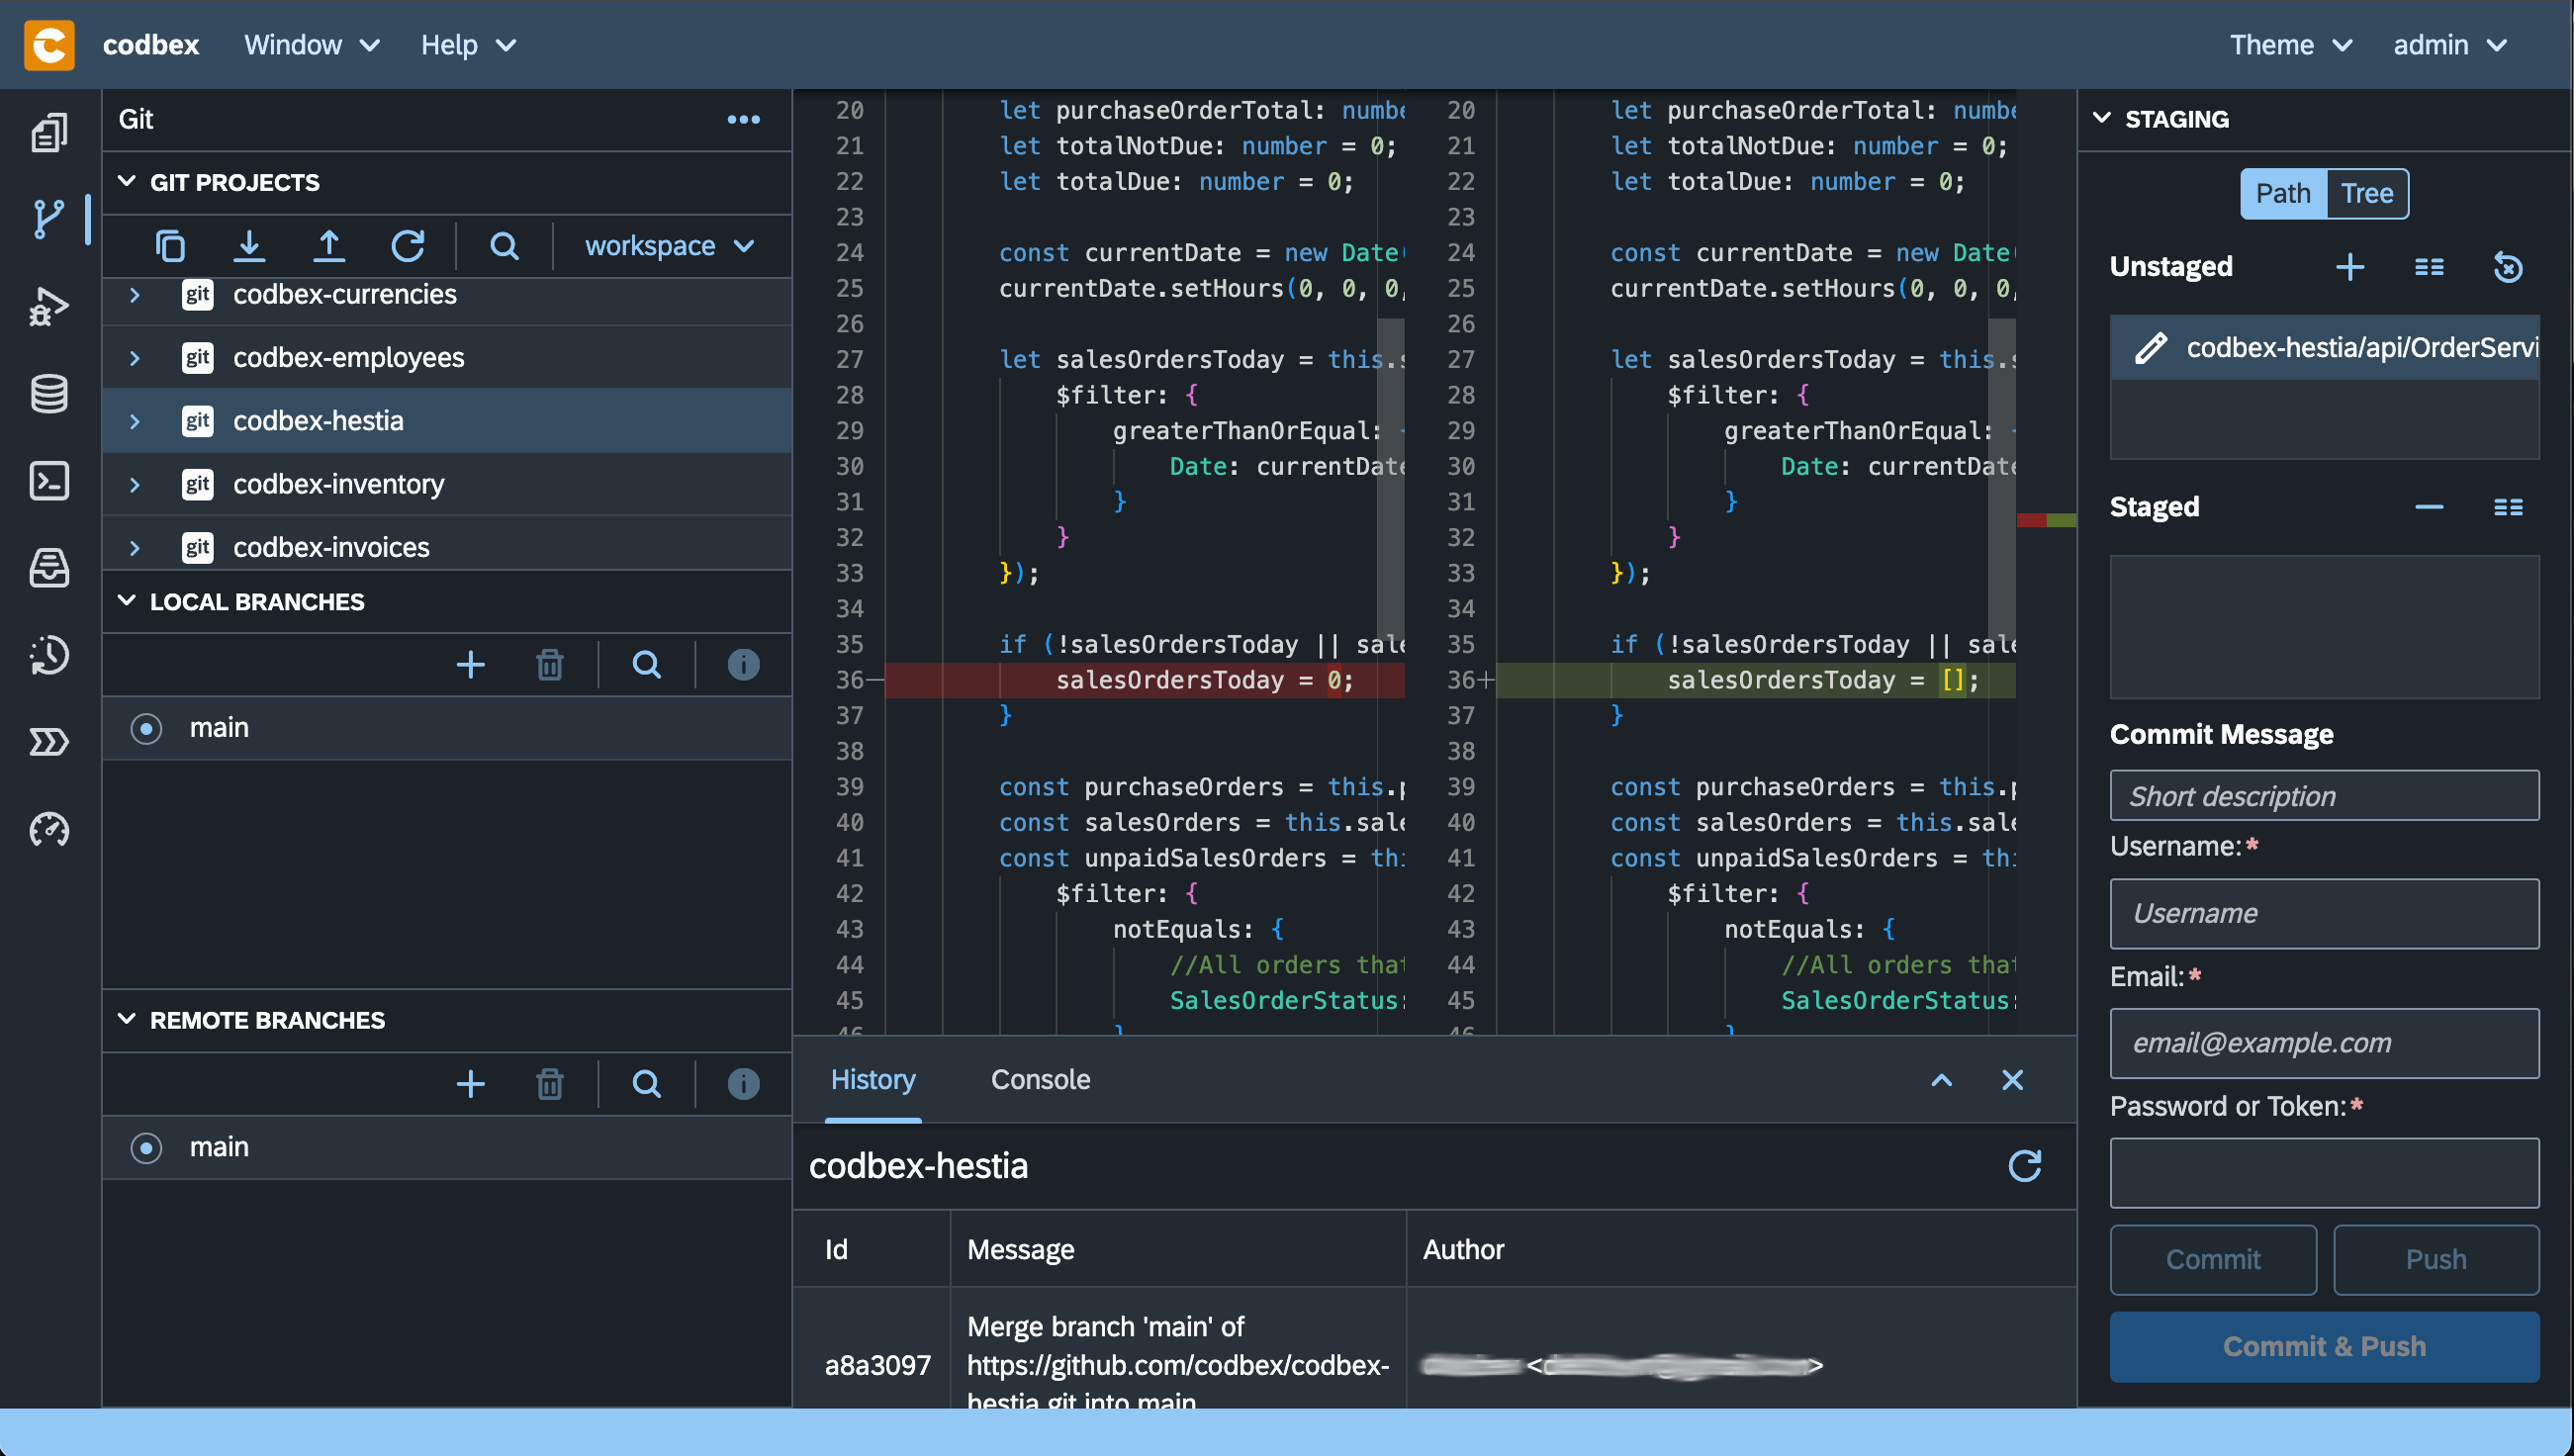 codbex Window Help Theme admin
Git
GIT PROJECTS
workspace
git codbex-currencies
git codbex-employees
git codbex-hestia
git codbex-inventory
git codbex-invoices
LOCAL BRANCHES
main
REMOTE BRANCHES
main
20 let purchaseOrderTotal: numbe
21 let totalNotDue: number = 0;
22 let totalDue: number = 0;
23
24 const currentDate = new Date(
25 currentDate.setHours(0, 0, 0,
26
27 let salesOrdersToday = this.s
28 $filter: {
29 greaterThanOrEqual:
30 Date: currentDate
31 }
32 }
33 });
34
35 if (!salesOrdersToday || sale
36— salesOrdersToday = 0;
37 }
38
39 const purchaseOrders = this.p
40 const salesOrders = this.sale
41 const unpaidSalesOrders = thi
42 $filter: {
43 notEquals: {
44 //All orders that
45 SalesOrderStatus:
46 }
20 let purchaseOrderTotal: numbe
21 let totalNotDue: number = 0;
22 let totalDue: number = 0;
23
24 const currentDate = new Date(
25 currentDate.setHours(0, 0, 0,
26
27 let salesOrdersToday = this.s
28 $filter: {
29 greaterThanOrEqual:
30 Date: currentDate
31 }
32 }
33 });
34
35 if (!salesOrdersToday || sale
36+ salesOrdersToday = [];
37 }
38
39 const purchaseOrders = this.p
40 const salesOrders = this.sale
41 const unpaidSalesOrders = thi
42 $filter: {
43 notEquals: {
44 //All orders that
45 SalesOrderStatus:
46 }
History Console
codbex-hestia
Id Message Author
Merge branch 'main' of
a8a3097 https://github.com/codbex/codbex-
hestia.git into main
STAGING
Path Tree
Unstaged
codbex-hestia/api/OrderServi
Staged
Commit Message
Short description
Username:*
Username
Email:*
email@example.com
Password or Token:*
Commit Push
Commit & Push